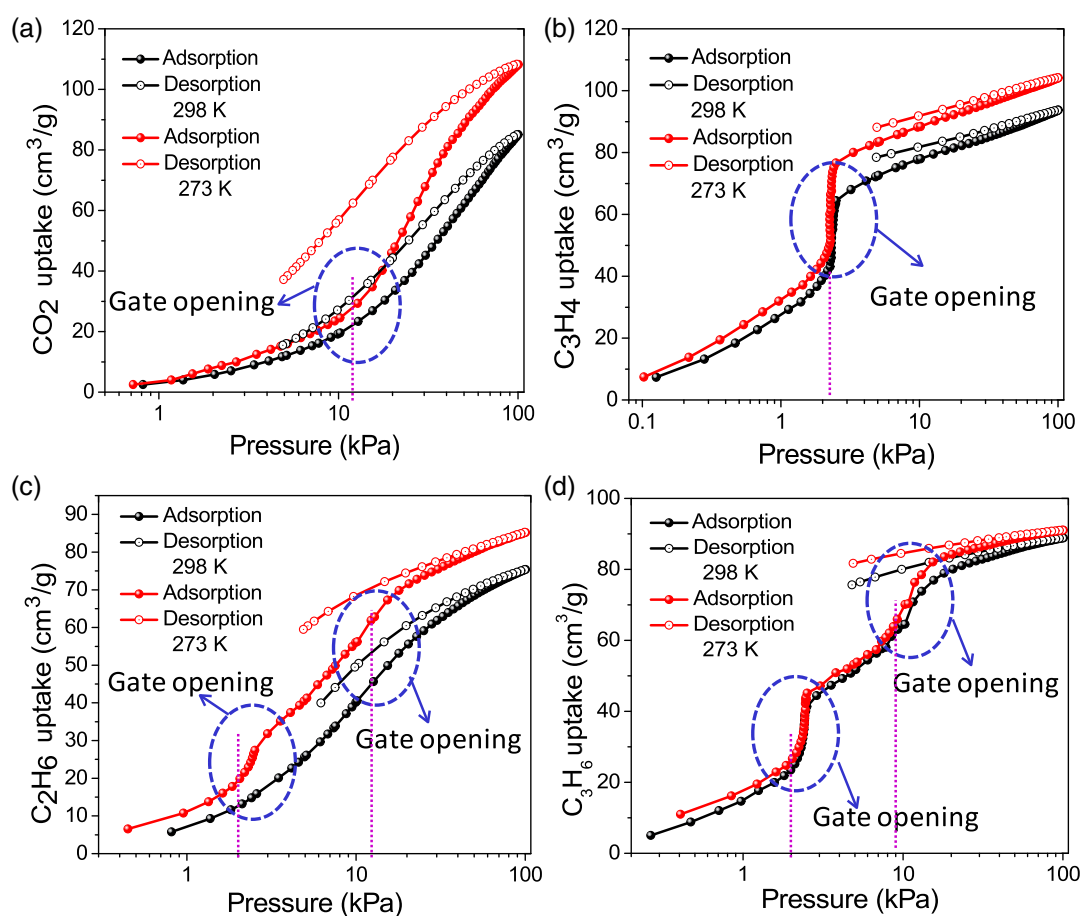 (a)
120
100
80
60
40
20
0
CO2 uptake (cm³/g)
Adsorption
Desorption
298 K
Adsorption
Desorption
273 K
Gate opening
1
10
100
Pressure (kPa)
(b)
120
100
80
60
40
20
0
C3H4 uptake (cm³/g)
Adsorption
Desorption
298 K
Adsorption
Desorption
273 K
Gate opening
0.1
1
10
100
Pressure (kPa)
(c)
90
80
70
60
50
40
30
20
10
0
C2H6 uptake (cm³/g)
Adsorption
Desorption
298 K
Adsorption
Desorption
273 K
Gate opening
Gate opening
1
10
100
Pressure (kPa)
(d)
100
80
60
40
20
0
C3H6 uptake (cm³/g)
Adsorption
Desorption
298 K
Adsorption
Desorption
273 K
Gate opening
Gate opening
1
10
100
Pressure (kPa)